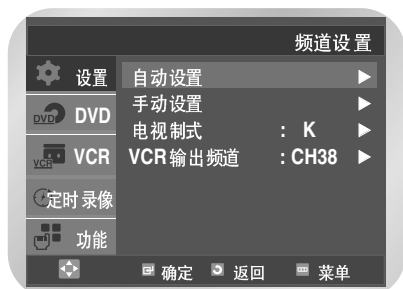 频道设置
设置 自动设置 ▶
手动设置 ▶
DVD DVD 电视制式 : K ▶
VCR VCR VCR输出频道 : CH38 ▶
定时录像
功能
确定 返回 菜单